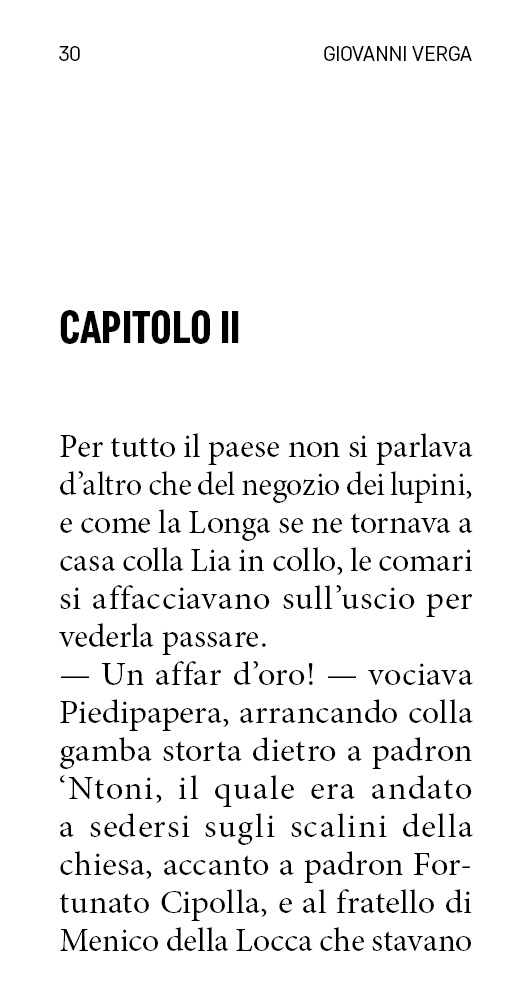 30 GIOVANNI VERGA
CAPITOLO II
Per tutto il paese non si parlava
d’altro che del negozio dei lupini,
e come la Longa se ne tornava a
casa colla Lia in collo, le comari
si affacciavano sull’uscio per
vederla passare.
— Un affar d’oro! — vociava
Piedipapera, arrancando colla
gamba storta dietro a padron
‘Ntoni, il quale era andato
a sedersi sugli scalini della
chiesa, accanto a padron For-
tunato Cipolla, e al fratello di
Menico della Locca che stavano